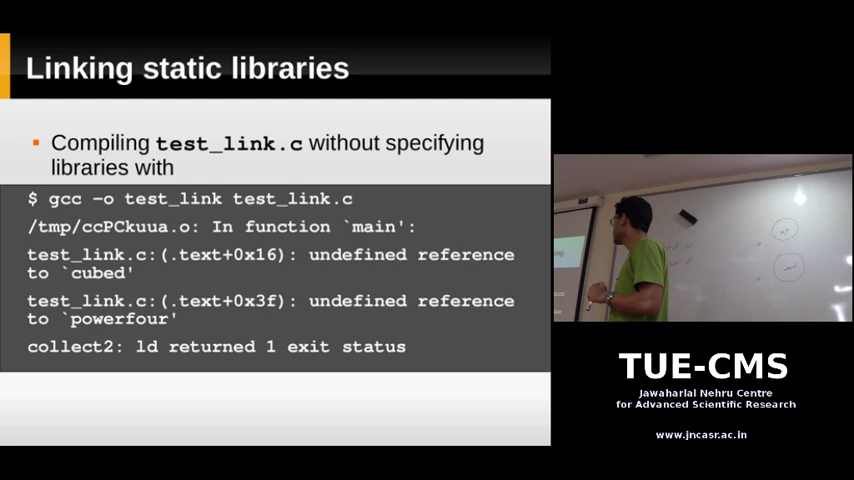 Linking static libraries
Compiling test_link.c without specifying
libraries with
$ gcc –o test_link test_link.c
/tmp/ccPCkuua.o: In function `main':
test_link.c:(.text+0x16): undefined reference
to `cubed'
test_link.c:(.text+0x3f): undefined reference
to `powerfour'
collect2: ld returned 1 exit status
TUE-CMS
Jawaharlal Nehru Centre
for Advanced Scientific Research
www.jncasr.ac.in